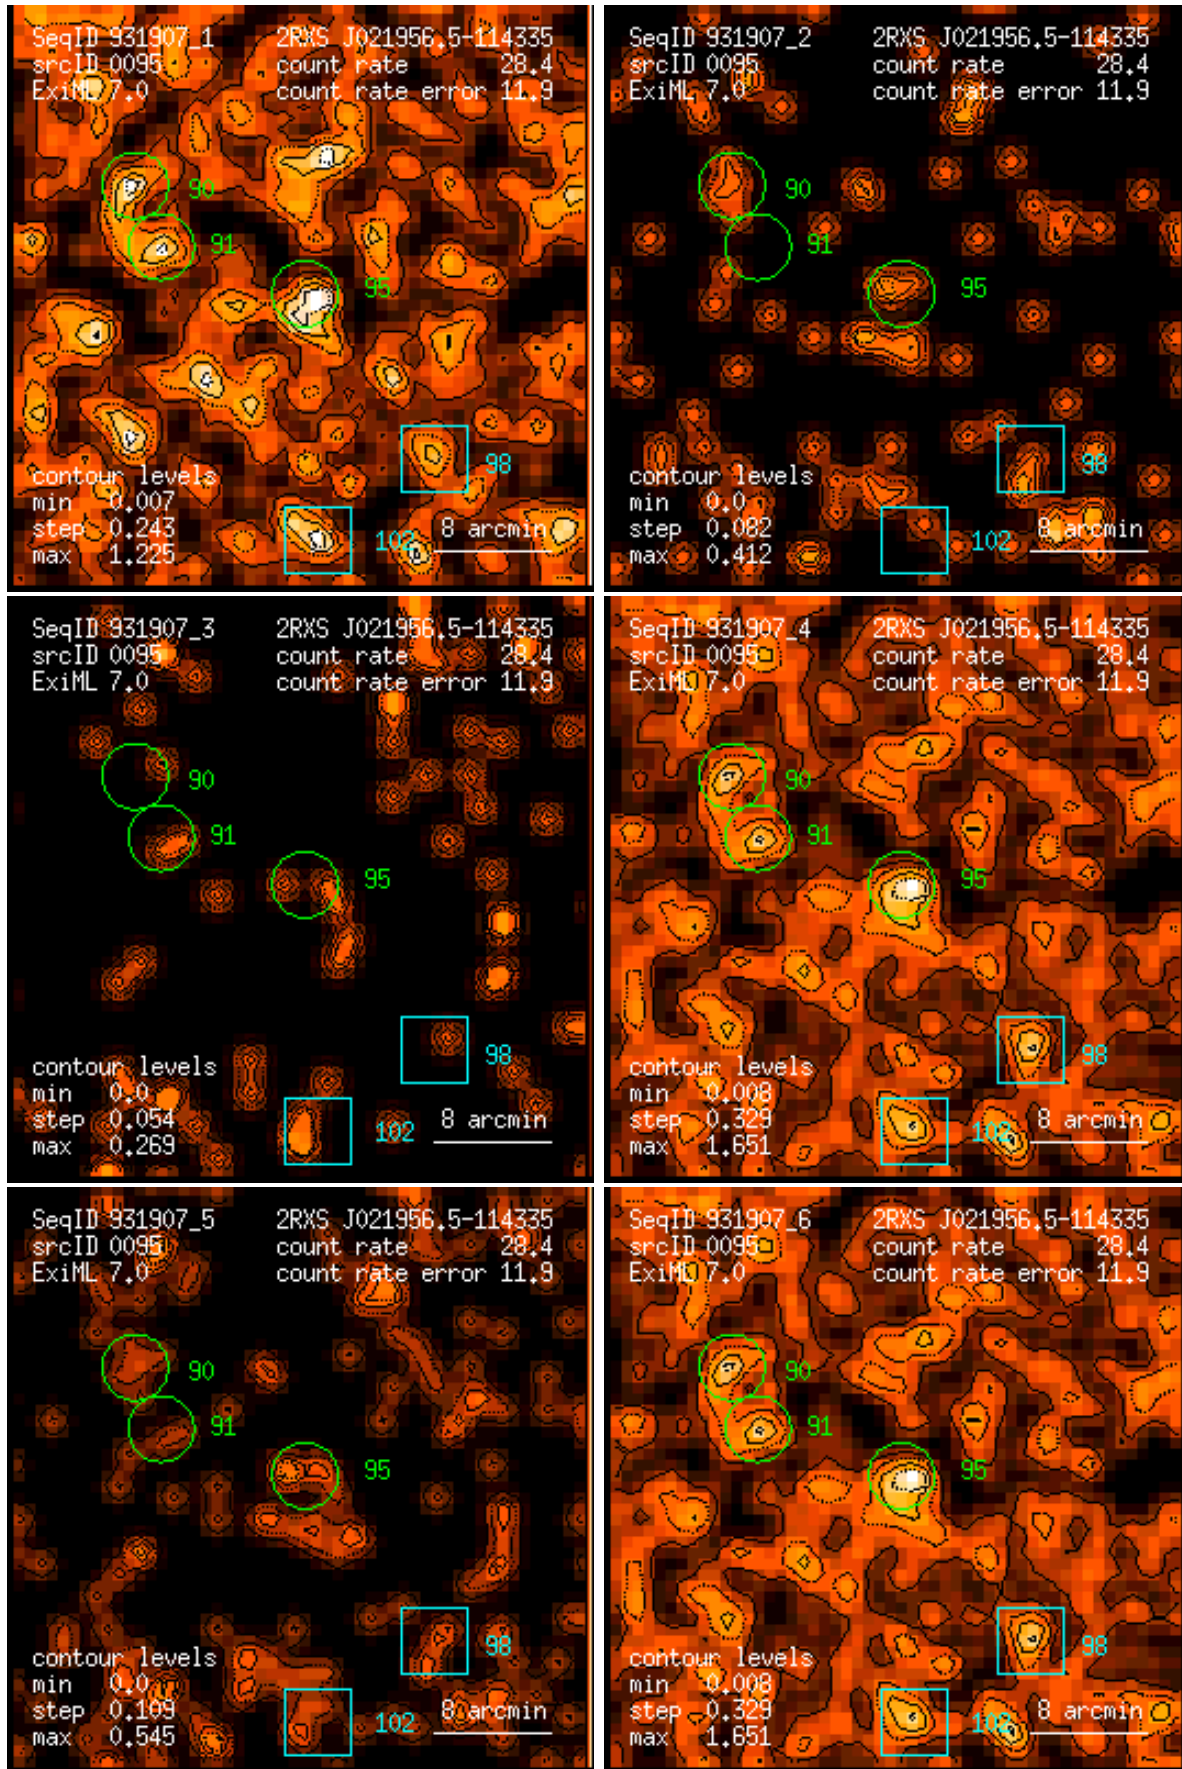 SeqID 931907_1 2RXS J021956.5-114335
srcID 0095 count rate 28.4
ExiML 7.0 count rate error 11.9
90
91
95
98
contour levels
min 0.007
step 0.243 8 arcmin
102
max 1.225
SeqID 931907_2 2RXS J021956.5-114335
srcID 0095 count rate 28.4
ExiML 7.0 count rate error 11.9
90
91
95
98
contour levels
min 0.0
step 0.082 8 arcmin
102
max 0.412
SeqID 931907_3 2RXS J021956.5-114335
srcID 0095 count rate 28.4
ExiML 7.0 count rate error 11.9
90
91
95
98
contour levels
min 0.0
step 0.054 8 arcmin
102
max 0.269
SeqID 931907_4 2RXS J021956.5-114335
srcID 0095 count rate 28.4
ExiML 7.0 count rate error 11.9
90
91
95
98
contour levels
min 0.008
step 0.329 8 arcmin
102
max 1.651
SeqID 931907_5 2RXS J021956.5-114335
srcID 0095 count rate 28.4
ExiML 7.0 count rate error 11.9
90
91
95
98
contour levels
min 0.0
step 0.109 8 arcmin
102
max 0.545
SeqID 931907_6 2RXS J021956.5-114335
srcID 0095 count rate 28.4
ExiML 7.0 count rate error 11.9
90
91
95
98
contour levels
min 0.008
step 0.329 8 arcmin
102
max 1.651